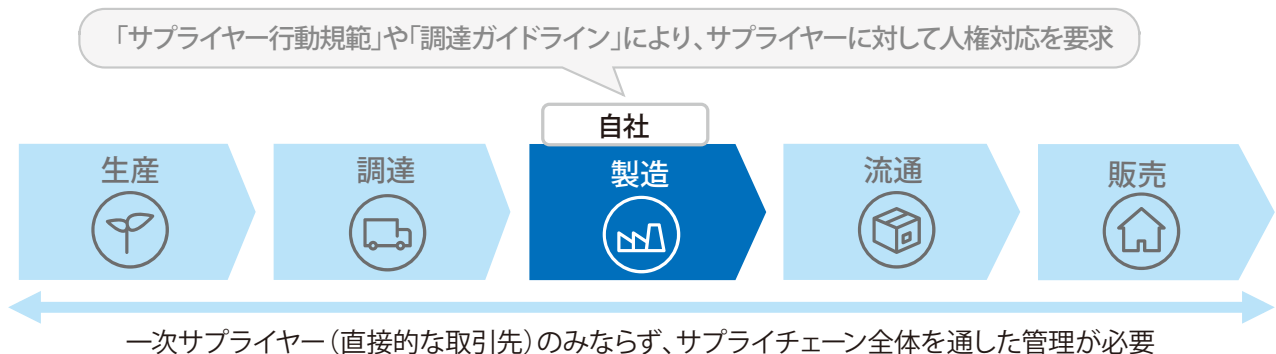 「サプライヤー行動規範」や「調達ガイドライン」により、サプライヤーに対して人権対応を要求
自社
生産
調達
製造
流通
販売
一次サプライヤー（直接的な取引先）のみならず、サプライチェーン全体を通した管理が必要